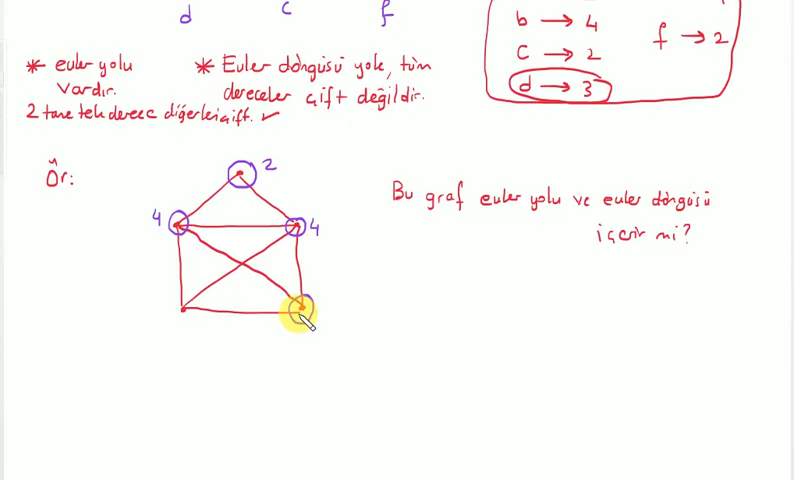 d c f
b → 4
c → 2
d → 3
f → 2
* euler yolu
vardır.
2 tane tek derece diğerleri çift. ✓
* Euler döngüsü yok, tüm
dereceler çift değildir.
Ör:
2
4
4
Bu graf euler yolu ve euler döngüsü
içerir mi?